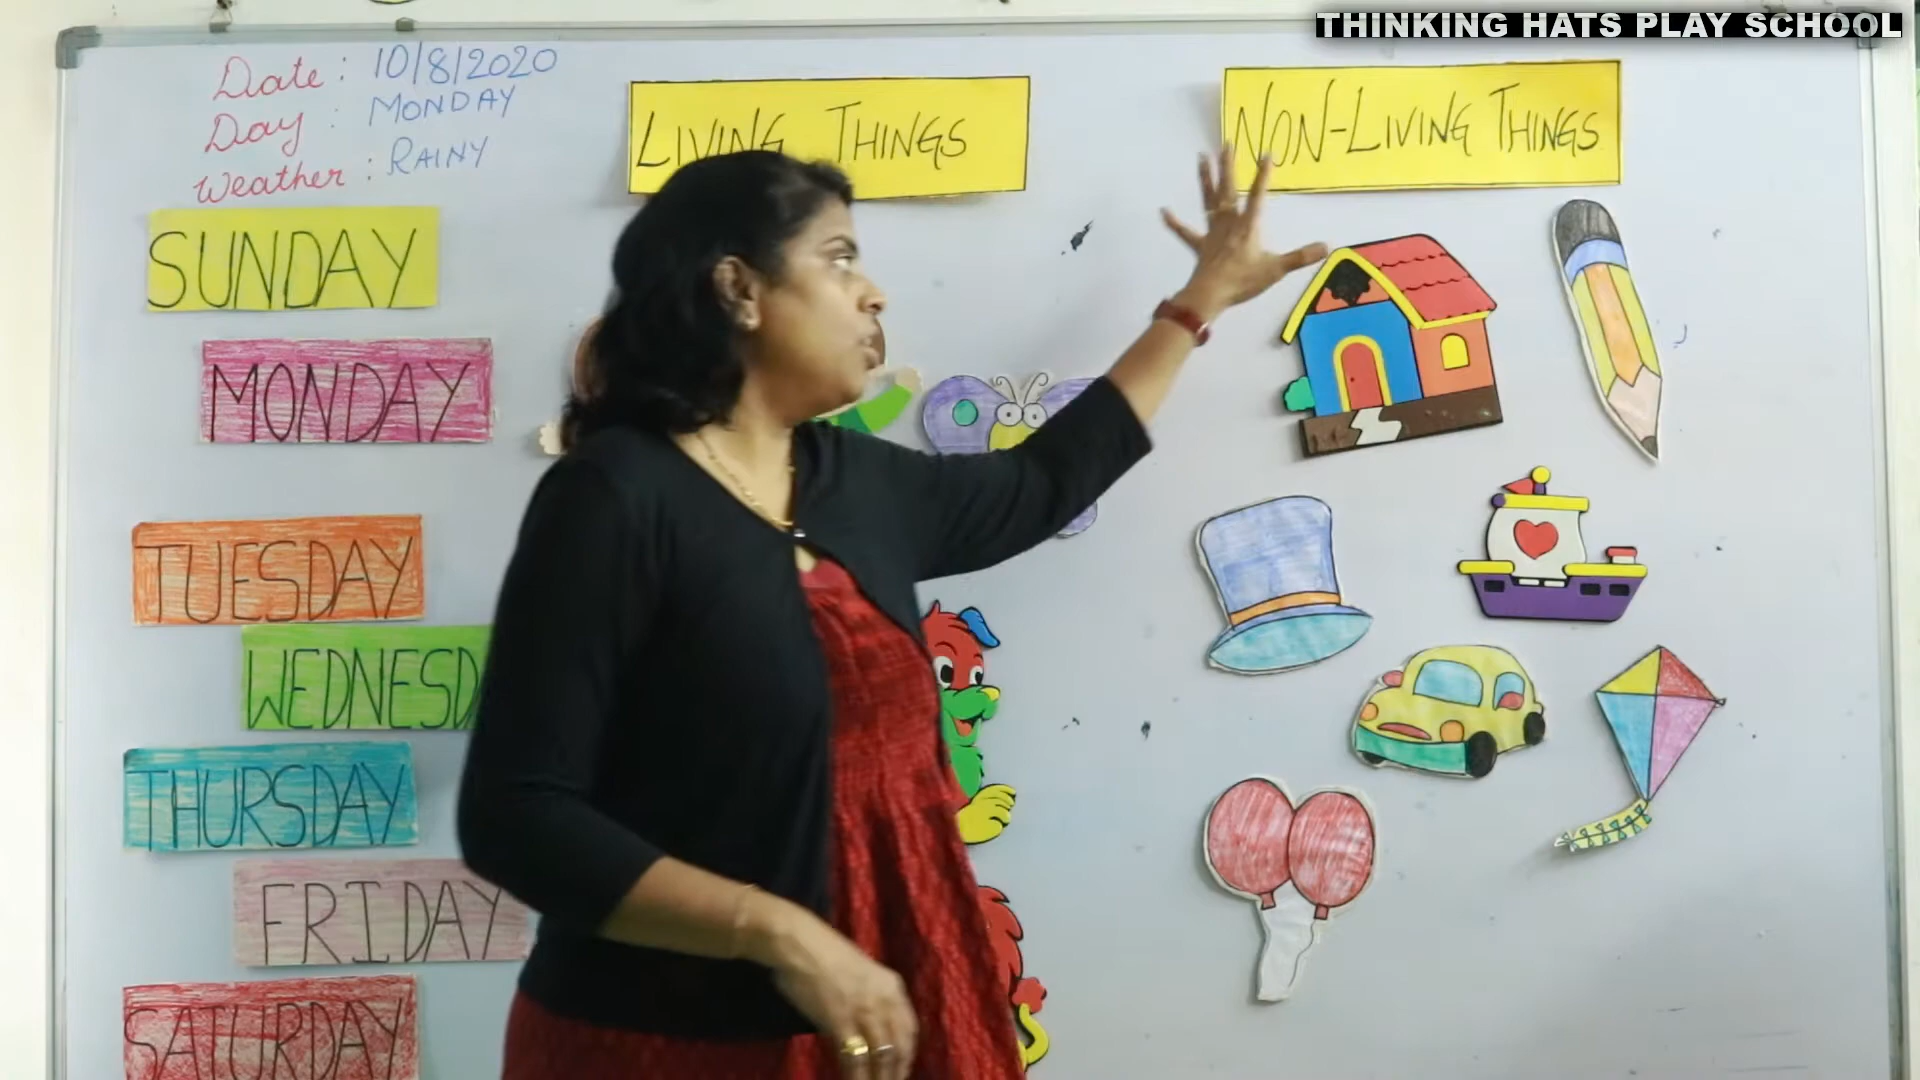 THINKING HATS PLAY SCHOOL
Date: 10/8/2020
Day: MONDAY
Weather: RAINY
LIVING THINGS
NON-LIVING THINGS
SUNDAY
MONDAY
TUESDAY
WEDNESD
THURSDAY
FRIDAY
SATURDAY